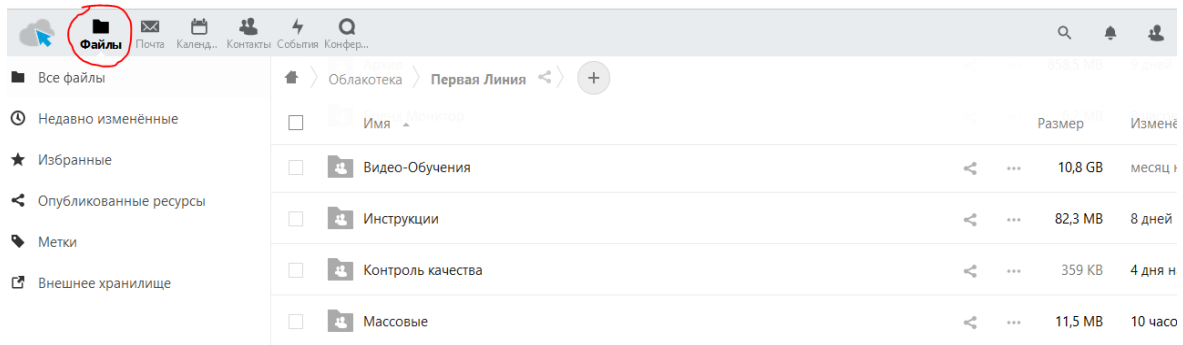 Файлы Почта Календ... Контакты События Конфер...
Все файлы
Недавно изменённые
Избранные
Опубликованные ресурсы
Метки
Внешнее хранилище
Облакотека Первая Линия
Имя Размер
Видео-Обучения 10,8 GB месяц
Инструкции 82,3 MB 8 дней
Контроль качества 359 KB 4 дня
Массовые 11,5 MB 10